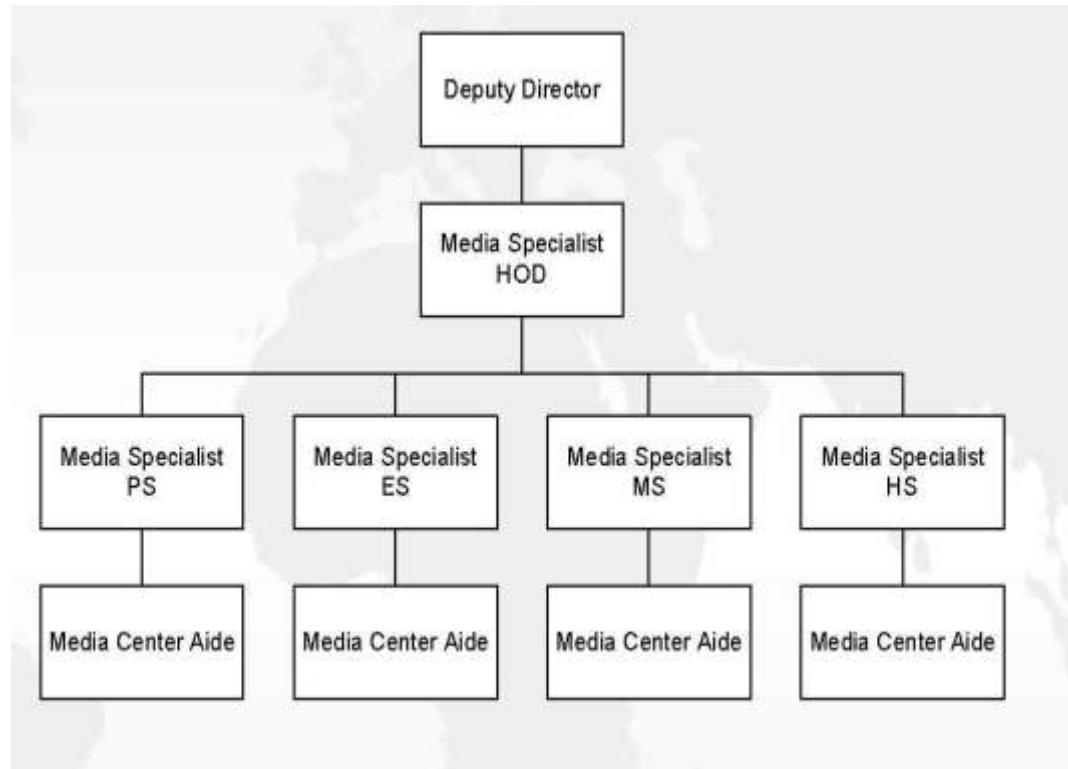 Deputy Director
Media Specialist
HOD
Media Specialist
PS
Media Specialist
ES
Media Specialist
MS
Media Specialist
HS
Media Center Aide
Media Center Aide
Media Center Aide
Media Center Aide